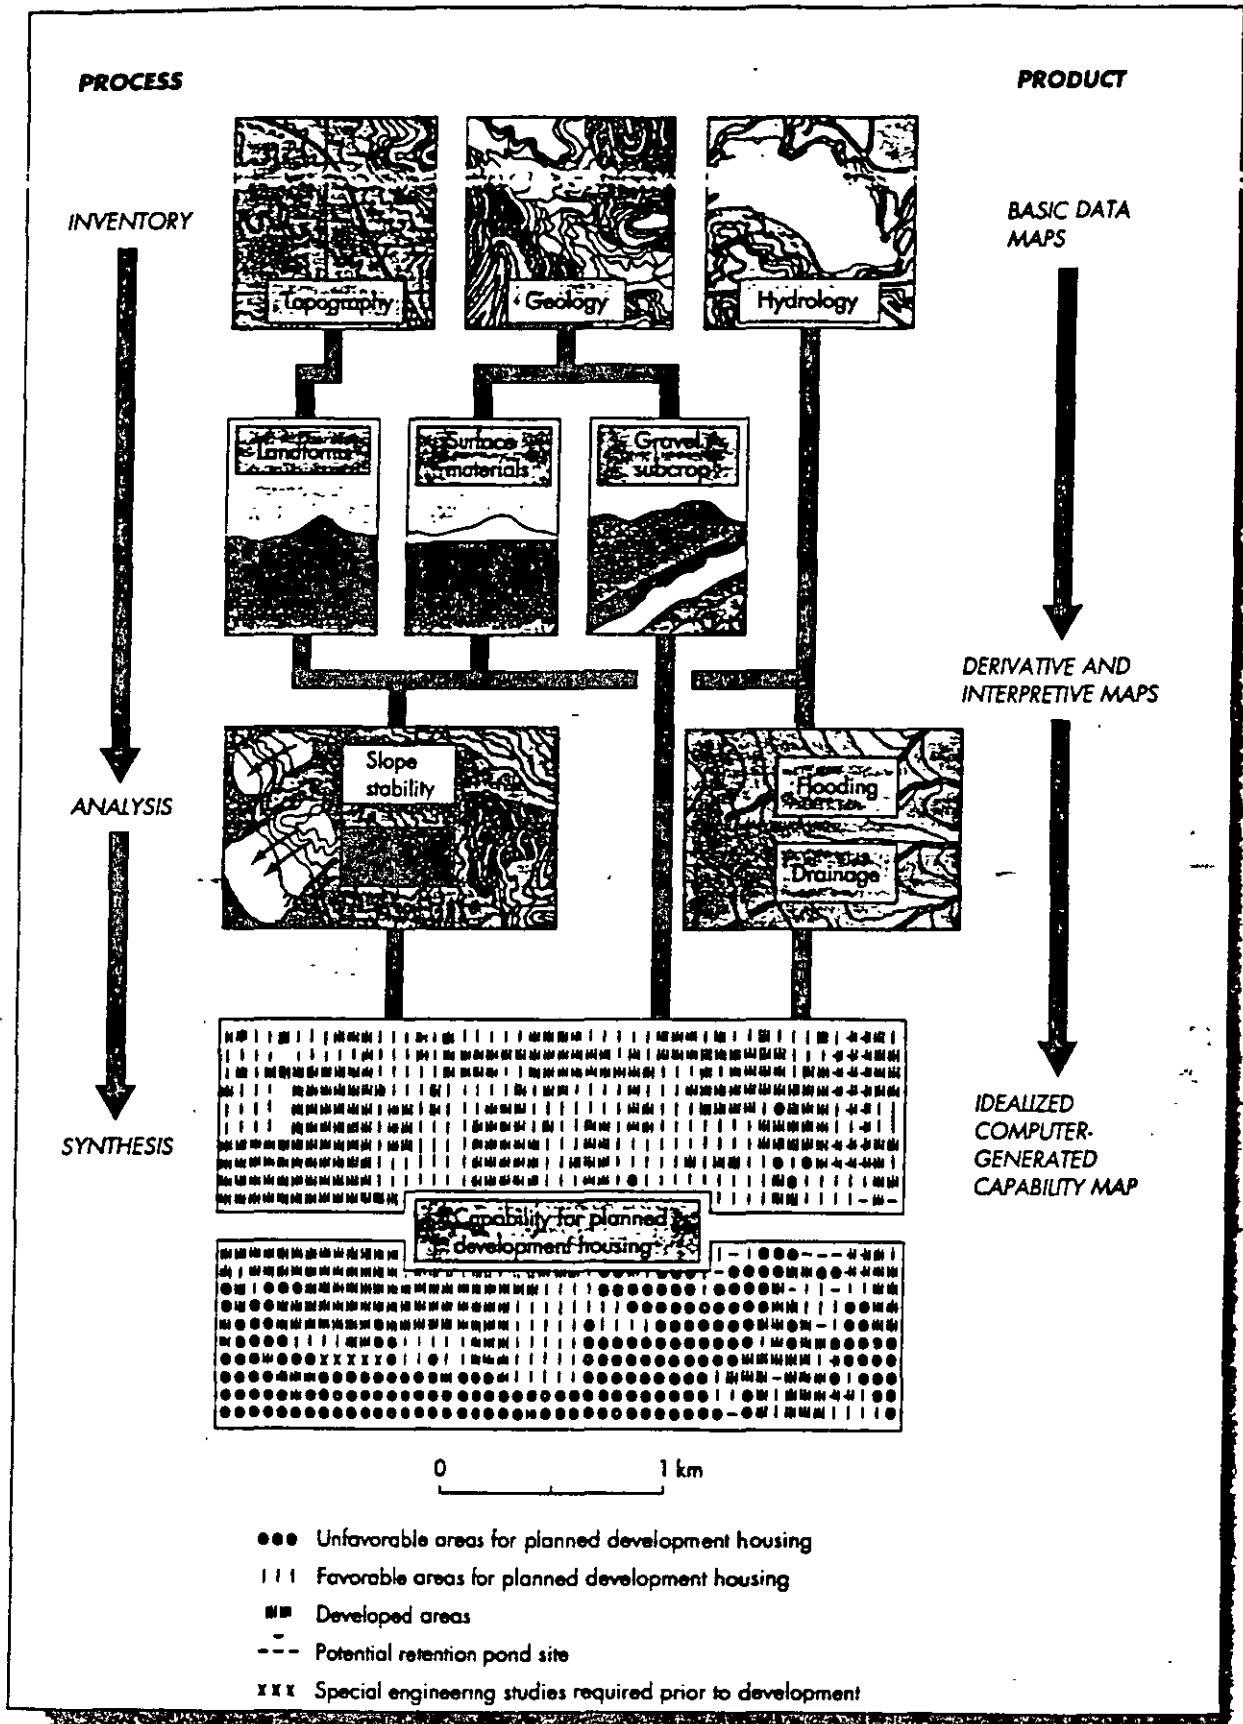 PROCESS
PRODUCT
INVENTORY
BASIC DATA
MAPS
Topography
Geology
Hydrology
Landforms
Surface
materials
Gravel
subcrop
DERIVATIVE AND
INTERPRETIVE MAPS
Slope
stability
Flooding
Drainage
ANALYSIS
SYNTHESIS
IDEALIZED
COMPUTER-
GENERATED
CAPABILITY MAP
Capability for planned
development housing
0 1 km
Unfavorable areas for planned development housing
Favorable areas for planned development housing
Developed areas
Potential retention pond site
xxx Special engineering studies required prior to development